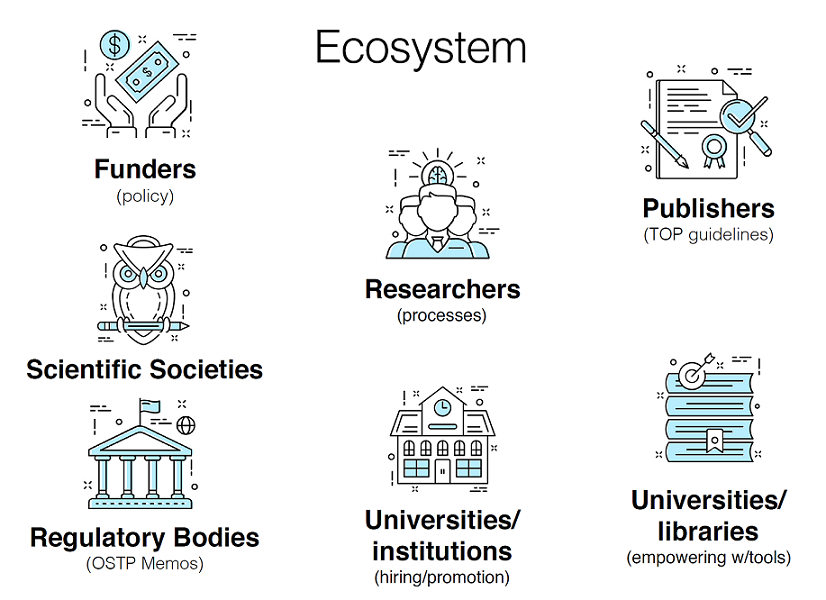 Ecosystem
Funders
(policy)
Publishers
(TOP guidelines)
Researchers
(processes)
Scientific Societies
Regulatory Bodies
(OSTP Memos)
Universities/
institutions
(hiring/promotion)
Universities/
libraries
(empowering w/tools)